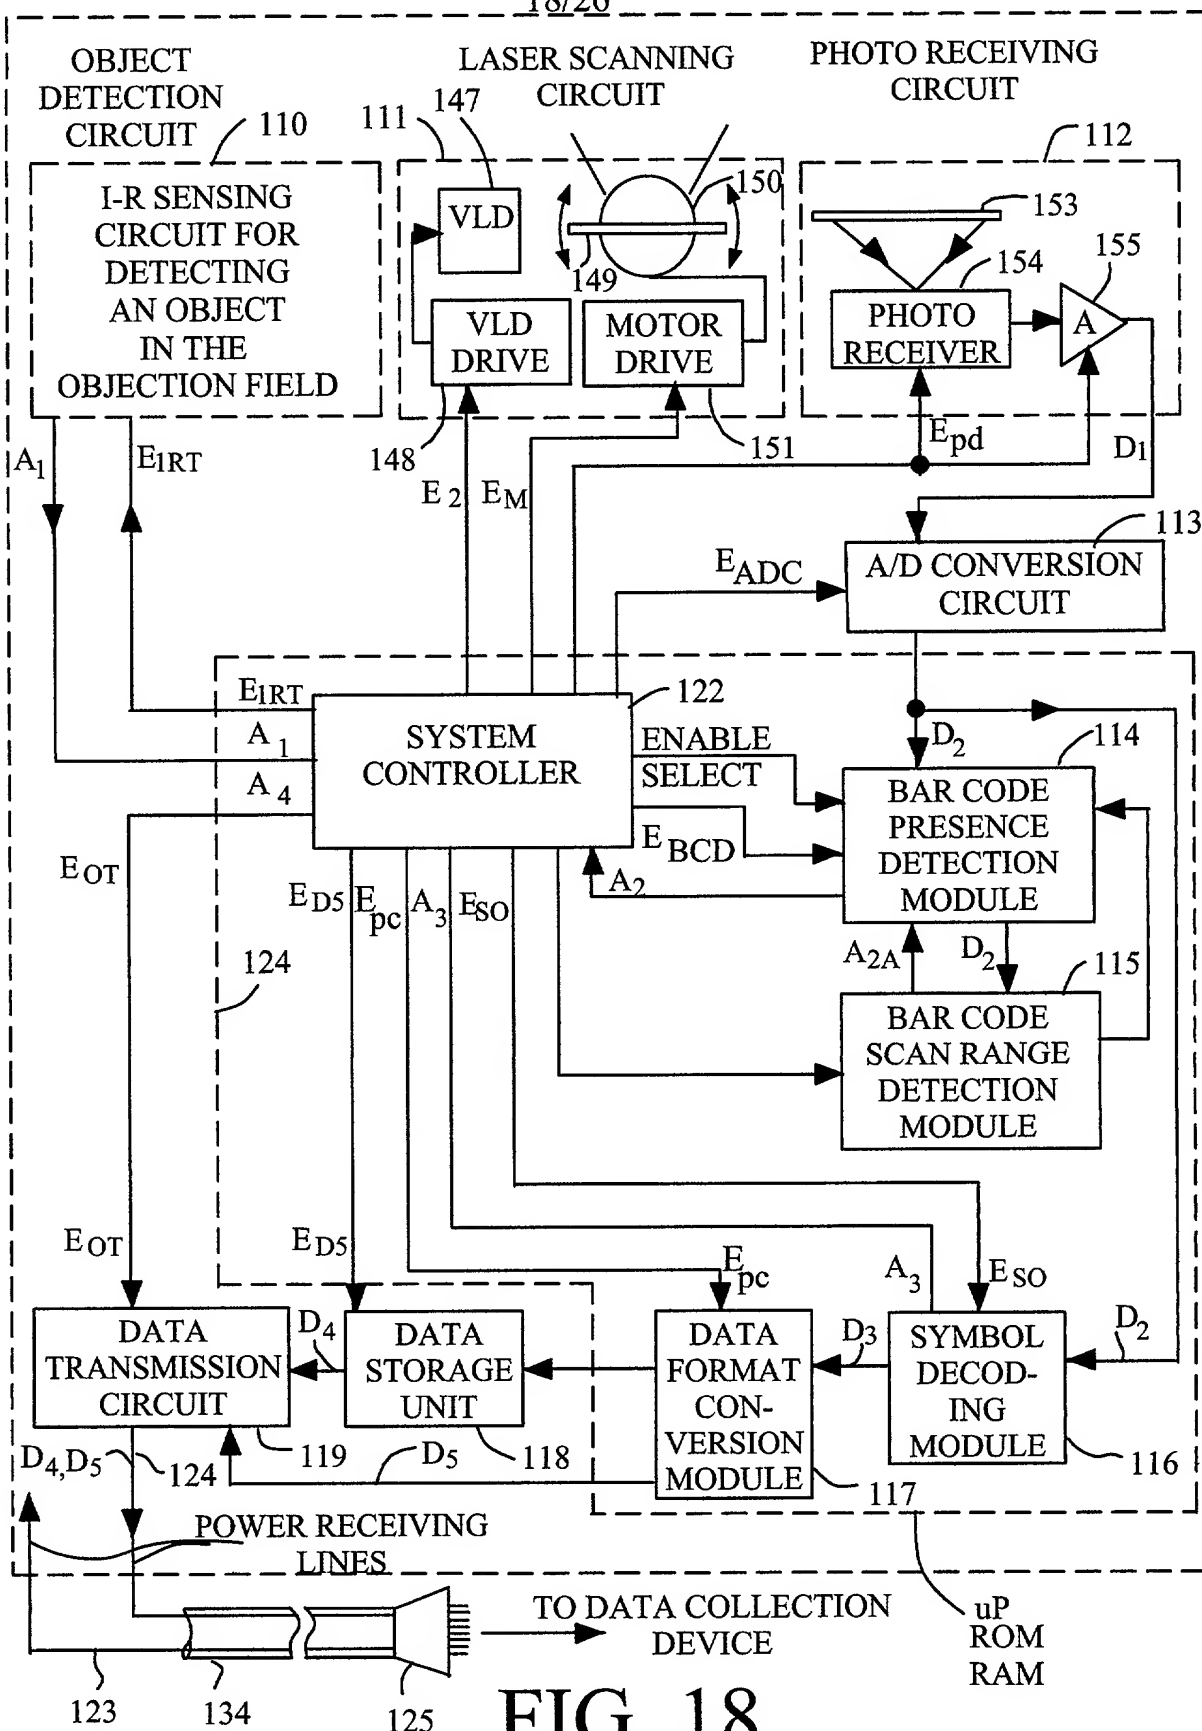 18/26
OBJECT
DETECTION
CIRCUIT
110
LASER SCANNING
CIRCUIT
147
111
PHOTO RECEIVING
CIRCUIT
112
I-R SENSING
CIRCUIT FOR
DETECTING
AN OBJECT
IN THE
OBJECTION FIELD
VLD
150
149
VLD
DRIVE
MOTOR
DRIVE
148
151
153
154
155
PHOTO
RECEIVER
A
A1
EIRT
E2
EM
Epd
D1
113
A/D CONVERSION
CIRCUIT
EADC
EIRT
A1
A4
122
SYSTEM
CONTROLLER
ENABLE
SELECT
EBCD
A2
D2
114
BAR CODE
PRESENCE
DETECTION
MODULE
EOT
ED5
Epc
A3
ESO
124
A2A
D2
115
BAR CODE
SCAN RANGE
DETECTION
MODULE
EOT
ED5
Epc
A3
ESO
DATA
TRANSMISSION
CIRCUIT
D4
DATA
STORAGE
UNIT
DATA
FORMAT
CON-
VERSION
MODULE
D3
SYMBOL
DECOD-
ING
MODULE
D2
D4,D5
124
119
D5
118
117
116
POWER RECEIVING
LINES
TO DATA COLLECTION
DEVICE
uP
ROM
RAM
123
134
125
FIG. 18